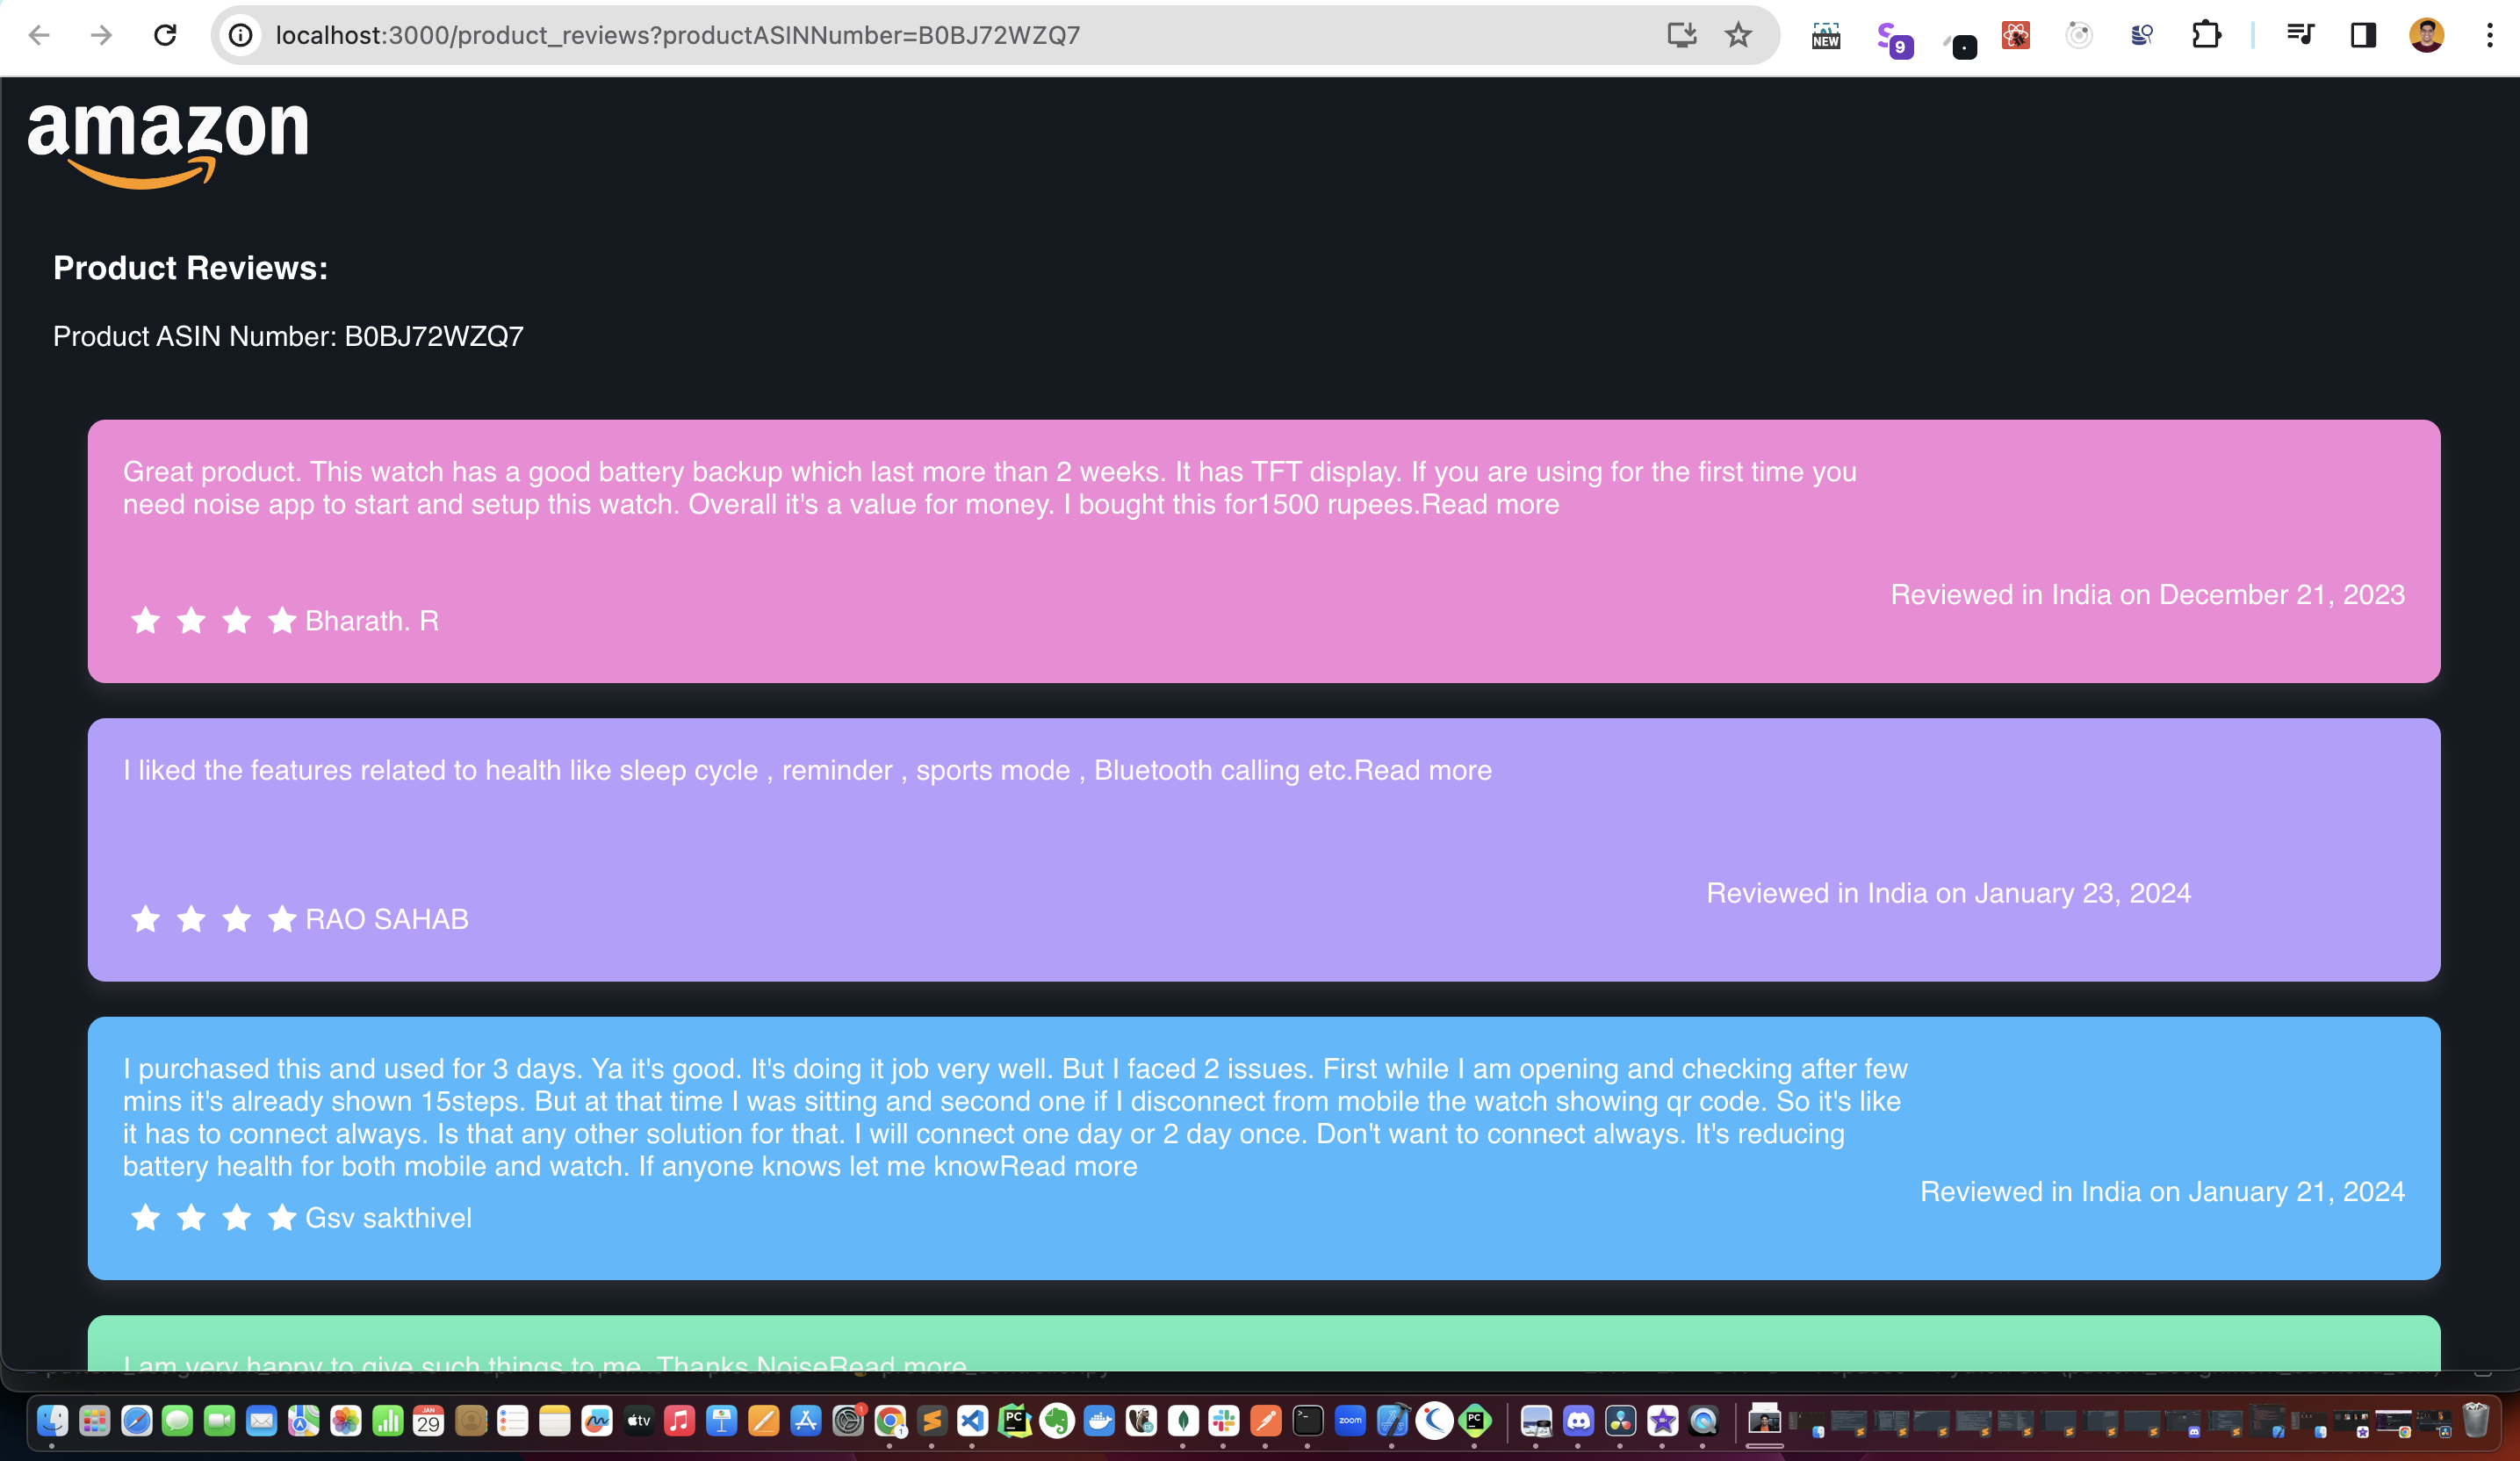 localhost:3000/product_reviews?productASINNumber=B0BJ72WZQ7
NEW
9
amazon
Product Reviews:
Product ASIN Number: B0BJ72WZQ7
Great product. This watch has a good battery backup which last more than 2 weeks. It has TFT display. If you are using for the first time you
need noise app to start and setup this watch. Overall it's a value for money. I bought this for1500 rupees.Read more
Reviewed in India on December 21, 2023
Bharath. R
I liked the features related to health like sleep cycle , reminder , sports mode , Bluetooth calling etc.Read more
Reviewed in India on January 23, 2024
RAO SAHAB
I purchased this and used for 3 days. Ya it's good. It's doing it job very well. But I faced 2 issues. First while I am opening and checking after few
mins it's already shown 15steps. But at that time I was sitting and second one if I disconnect from mobile the watch showing qr code. So it's like
it has to connect always. Is that any other solution for that. I will connect one day or 2 day once. Don't want to connect always. It's reducing
battery health for both mobile and watch. If anyone knows let me knowRead more
Reviewed in India on January 21, 2024
Gsv sakthivel
I am very happy to give such things to me. Thanks NoiseRead more
JAN
29
tv
1
1
PC
zoom
PC